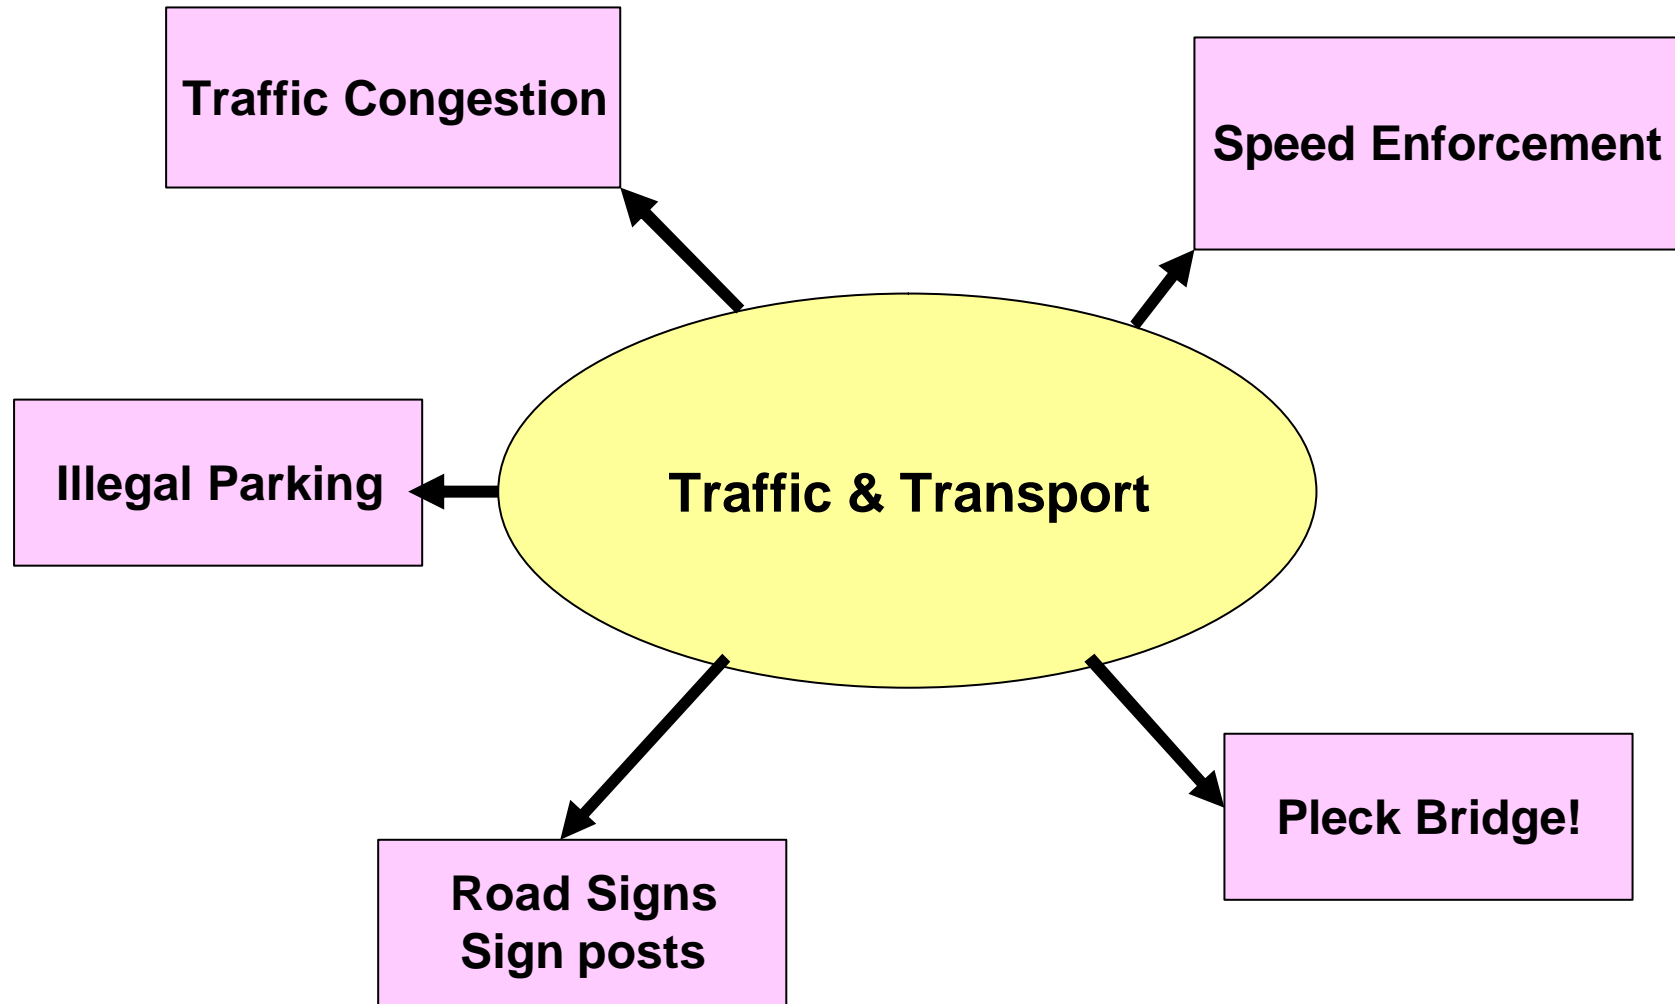 Traffic Congestion
Speed Enforcement
Illegal Parking
Traffic & Transport
Pleck Bridge!
Road Signs
Sign posts